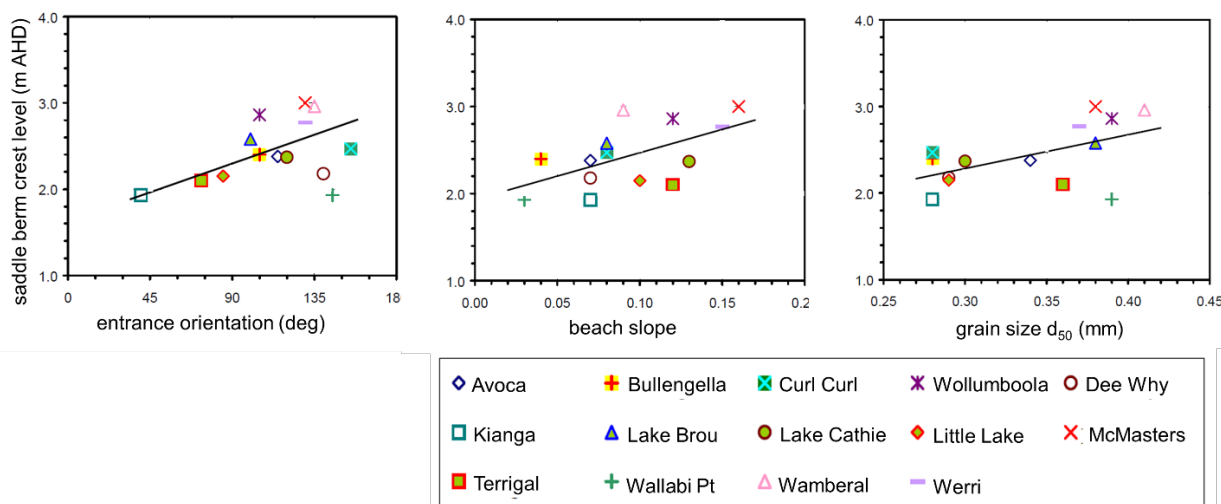 saddle berm crest level (m AHD)
4.0
3.0
2.0
1.0
0
45
90
135
18
entrance orientation (deg)
4.0
3.0
2.0
1.0
0.00
0.05
0.10
0.15
0.2
beach slope
4.0
3.0
2.0
1.0
0.25
0.30
0.35
0.40
0.45
grain size d50 (mm)
Avoca
Bullengella
Curl Curl
Wollumboola
Dee Why
Kianga
Lake Brou
Lake Cathie
Little Lake
McMasters
Terrigal
Wallabi Pt
Wamberal
Werri